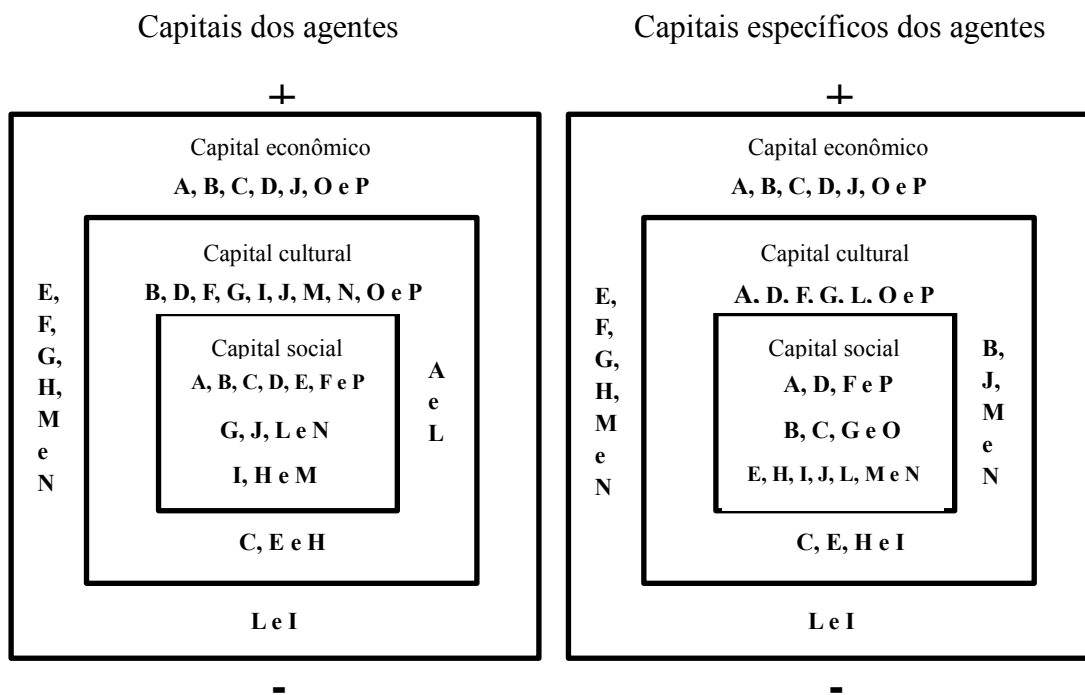 Capitais dos agentes
+
Capital econômico
A, B, C, D, J, O e P
Capital cultural
B, D, F, G, I, J, M, N, O e P
E,
F,
G,
H,
M
e
N
Capital social
A, B, C, D, E, F e P
G, J, L e N
I, H e M
A
e
L
C, E e H
L e I
-
Capitais específicos dos agentes
+
Capital econômico
A, B, C, D, J, O e P
Capital cultural
A, D, F, G, L, O e P
E,
F,
G,
H,
M
e
N
Capital social
A, D, F e P
B, C, G e O
E, H, I, J, L, M e N
B,
J,
M
e
N
C, E, H e I
L e I
-